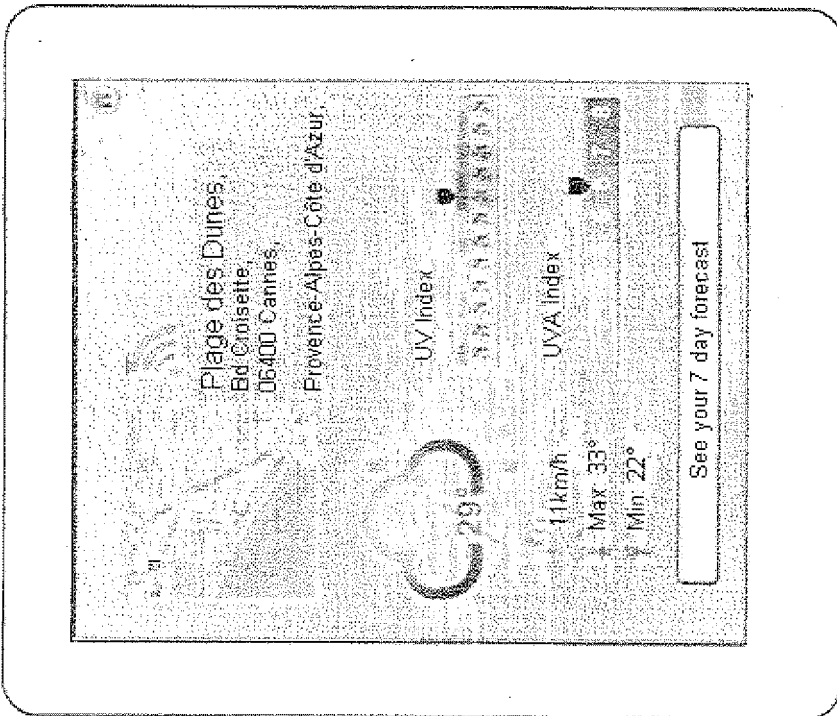 Plage des Dunes,
Bd Croisette,
06400 Cannes,
Provence-Alpes-Côte d'Azur,
29°
UV Index
11km/h
Max 33°
Min 22°
UVA Index
See your 7 day forecast